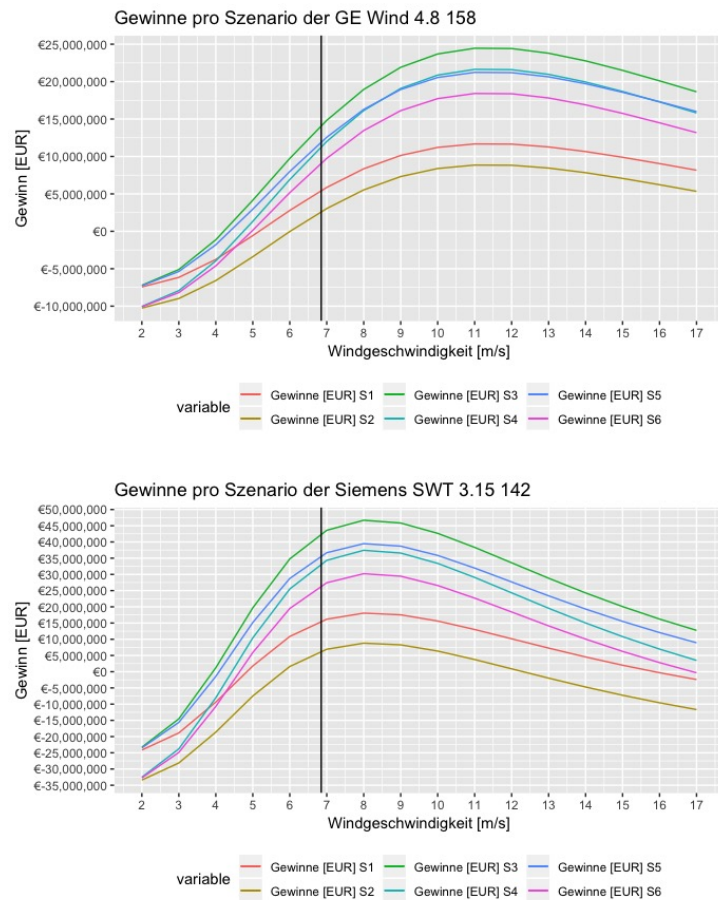 Gewinne pro Szenario der GE Wind 4.8 158
€25,000,000
€20,000,000
€15,000,000
€10,000,000
€5,000,000
€0
€-5,000,000
€-10,000,000
Gewinn [EUR]
2 3 4 5 6 7 8 9 10 11 12 13 14 15 16 17
Windgeschwindigkeit [m/s]
variable
Gewinne [EUR] S1 Gewinne [EUR] S3 Gewinne [EUR] S5
Gewinne [EUR] S2 Gewinne [EUR] S4 Gewinne [EUR] S6
Gewinne pro Szenario der Siemens SWT 3.15 142
€50,000,000
€45,000,000
€40,000,000
€35,000,000
€30,000,000
€25,000,000
€20,000,000
€15,000,000
€10,000,000
€5,000,000
€0
€-5,000,000
€-10,000,000
€-15,000,000
€-20,000,000
€-25,000,000
€-30,000,000
€-35,000,000
Gewinn [EUR]
2 3 4 5 6 7 8 9 10 11 12 13 14 15 16 17
Windgeschwindigkeit [m/s]
variable
Gewinne [EUR] S1 Gewinne [EUR] S3 Gewinne [EUR] S5
Gewinne [EUR] S2 Gewinne [EUR] S4 Gewinne [EUR] S6